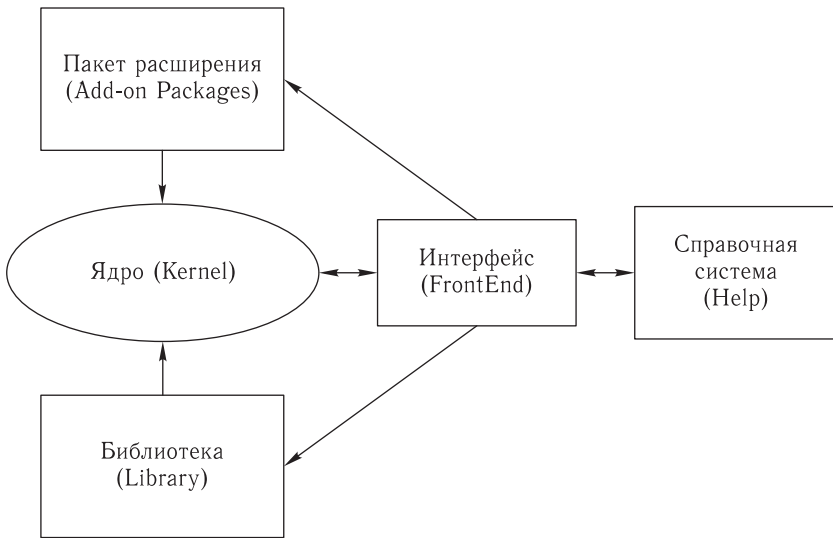 Пакет расширения
(Add-on Packages)
Ядро (Kernel)
Интерфейс
(FrontEnd)
Справочная
система
(Help)
Библиотека
(Library)